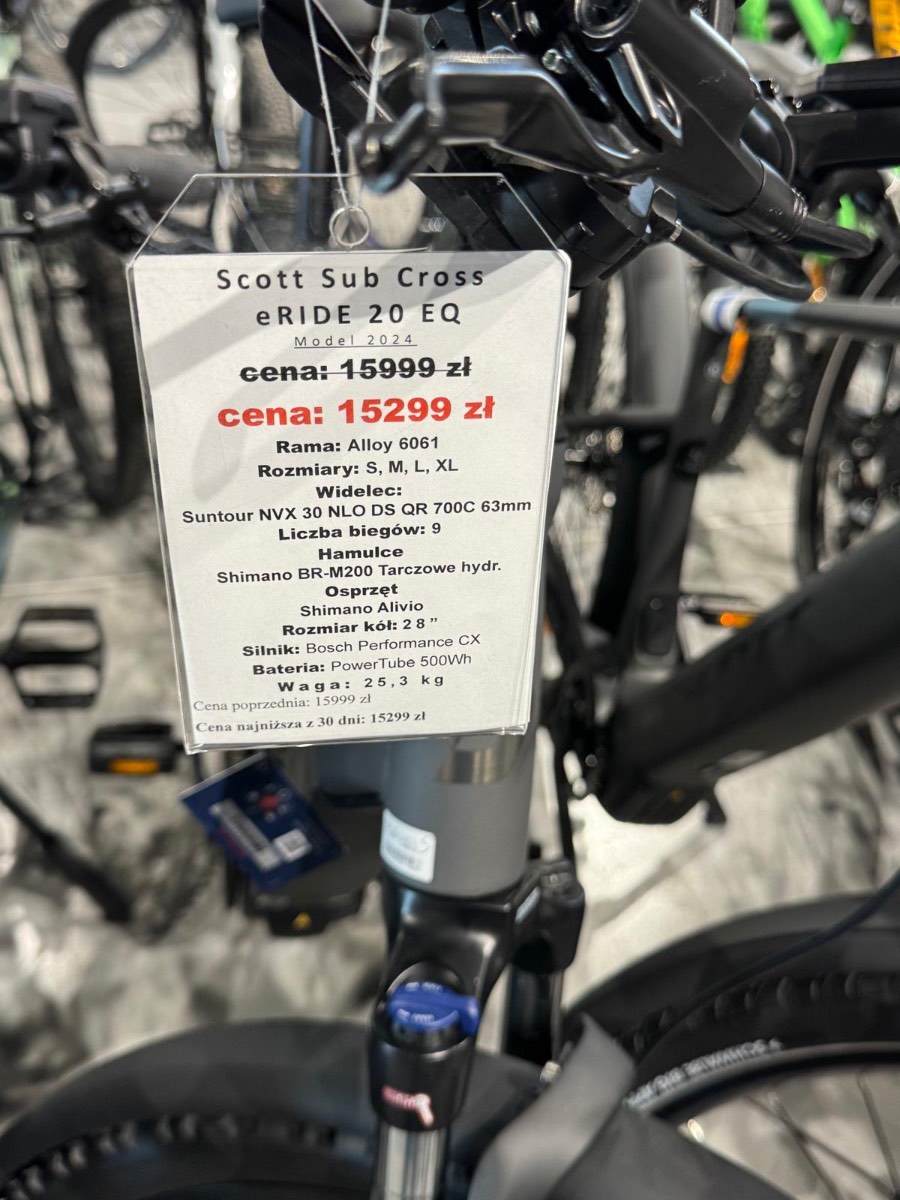 Scott Sub Cross
eRIDE 20 EQ
Model 2024
cena: 15999 zł
cena: 15299 zł
Rama: Alloy 6061
Rozmiary: S, M, L, XL
Widelec:
Suntour NVX 30 NLO DS QR 700C 63mm
Liczba biegów: 9
Hamulce
Shimano BR-M200 Tarczowe hydr.
Osprzęt
Shimano Alivio
Rozmiar kół: 28"
Silnik: Bosch Performance CX
Bateria: PowerTube 500Wh
Waga: 25,3 kg
Cena poprzednia: 15999 zł
Cena najniższa z 30 dni: 15299 zł